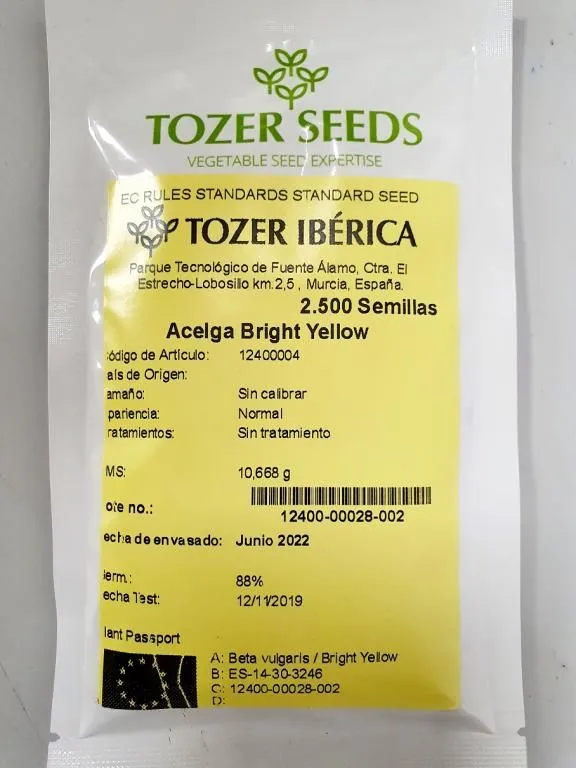 TOZER SEEDS
VEGETABLE SEED EXPERTISE
EC RULES STANDARDS STANDARD SEED
TOZER IBÉRICA
Parque Tecnológico de Fuente Álamo, Ctra. El
Estrecho-Lobosillo km.2,5 , Murcia, España.
2.500 Semillas
Acelga Bright Yellow
ódigo de Artículo: 12400004
aís de Origen:
amaño: Sin calibrar
pariencia: Normal
ratamientos: Sin tratamiento
MS: 10,668 g
ote no.:
12400-00028-002
echa de envasado: Junio 2022
erm.: 88%
echa Test: 12/11/2019
lant Passport
A: Beta vulgaris / Bright Yellow
B: ES-14-30-3246
C: 12400-00028-002
D: